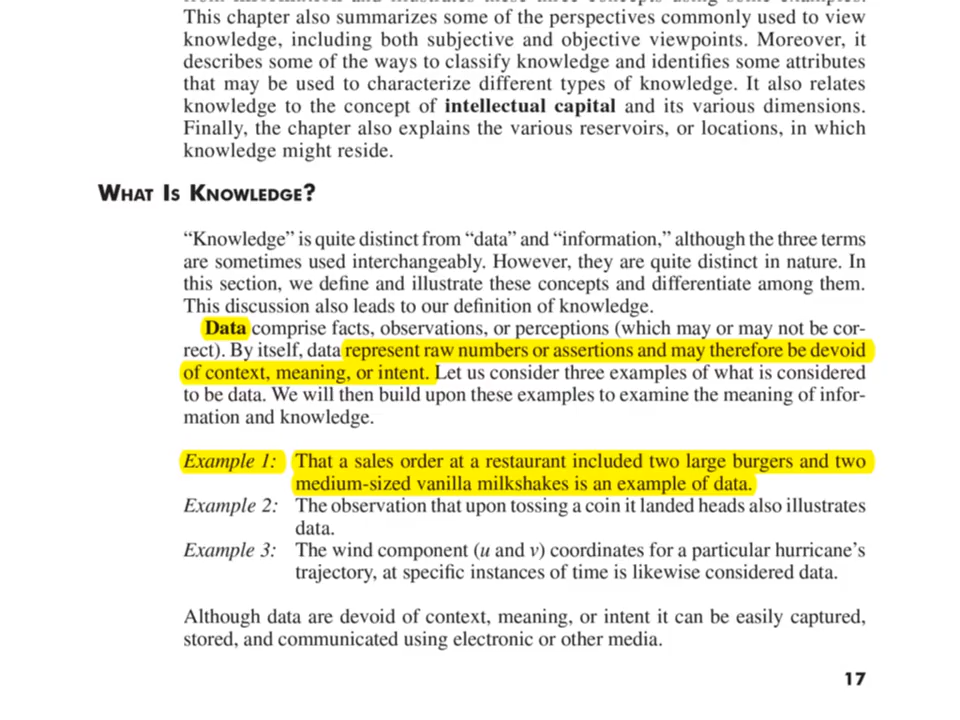 This chapter also summarizes some of the perspectives commonly used to view
knowledge, including both subjective and objective viewpoints. Moreover, it
describes some of the ways to classify knowledge and identifies some attributes
that may be used to characterize different types of knowledge. It also relates
knowledge to the concept of intellectual capital and its various dimensions.
Finally, the chapter also explains the various reservoirs, or locations, in which
knowledge might reside.
WHAT IS KNOWLEDGE?
“Knowledge” is quite distinct from “data” and “information,” although the three terms
are sometimes used interchangeably. However, they are quite distinct in nature. In
this section, we define and illustrate these concepts and differentiate among them.
This discussion also leads to our definition of knowledge.
Data comprise facts, observations, or perceptions (which may or may not be cor-
rect). By itself, data represent raw numbers or assertions and may therefore be devoid
of context, meaning, or intent. Let us consider three examples of what is considered
to be data. We will then build upon these examples to examine the meaning of infor-
mation and knowledge.
Example 1: That a sales order at a restaurant included two large burgers and two
medium-sized vanilla milkshakes is an example of data.
Example 2: The observation that upon tossing a coin it landed heads also illustrates
data.
Example 3: The wind component (u and v) coordinates for a particular hurricane’s
trajectory, at specific instances of time is likewise considered data.
Although data are devoid of context, meaning, or intent it can be easily captured,
stored, and communicated using electronic or other media.
17